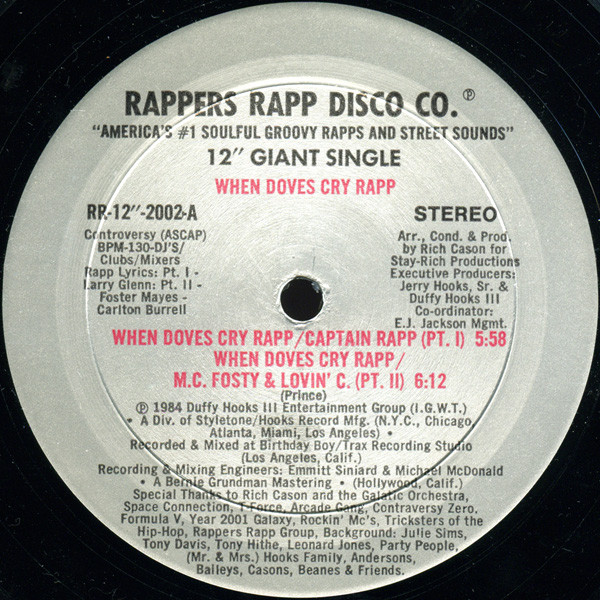 RAPPERS RAPP DISCO CO. ℗
"AMERICA'S #1 SOULFUL GROOVY RAPPS AND STREET SOUNDS"
12" GIANT SINGLE
WHEN DOVES CRY RAPP
RR-12"-2002-A
Controversy (ASCAP)
BPM-130-DJ'S/
Clubs/Mixers
Rapp Lyrics: Pt. I -
Larry Glenn: Pt. II -
Foster Mayes -
Carlton Burrell
STEREO
Arr., Cond. & Prod.
by Rich Cason for
Stay-Rich Productions
Executive Producers:
Jerry Hooks, Sr. &
Duffy Hooks III
Co-ordinator:
E.J. Jackson Mgmt.
WHEN DOVES CRY RAPP/CAPTAIN RAPP (PT. I) 5:58
WHEN DOVES CRY RAPP/
M.C. FOSTY & LOVIN' C. (PT. II) 6:12
(Prince)
℗ 1984 Duffy Hooks III Entertainment Group (I.G.W.T.)
• A Div. of Styletone/Hooks Record Mfg. (N.Y.C., Chicago,
Atlanta, Miami, Los Angeles) •
Recorded & Mixed at Birthday Boy/Trax Recording Studio
(Los Angeles, Calif.)
Recording & Mixing Engineers: Emmitt Siniard & Michael McDonald
• A Bernie Grundman Mastering • (Hollywood, Calif.)
Special Thanks to Rich Cason and the Galatic Orchestra,
Space Connection, T-Force, Arcade Gang, Contraversy Zero,
Formula V, Year 2001 Galaxy, Rockin' Mc's, Tricksters of the
Hip-Hop, Rappers Rapp Group, Background: Julie Sims,
Tony Davis, Tony Hithe, Leonard Jones, Party People,
(Mr. & Mrs.) Hooks Family, Andersons,
Baileys, Casons, Beanes & Friends.